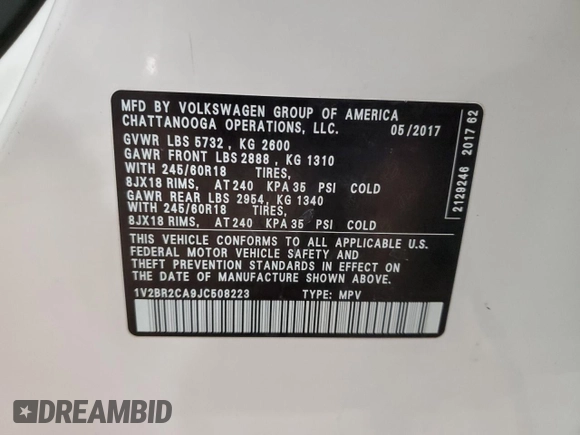 MFD BY VOLKSWAGEN GROUP OF AMERICA
CHATTANOOGA OPERATIONS, LLC. 05/2017
GVWR LBS 5732 , KG 2600
GAWR FRONT LBS 2888 , KG 1310
WITH 245/60R18 TIRES,
8JX18 RIMS, AT 240 KPA 35 PSI COLD
GAWR REAR LBS 2954, KG 1340
WITH 245/60R18 TIRES,
8JX18 RIMS, AT 240 KPA 35 PSI COLD
THIS VEHICLE CONFORMS TO ALL APPLICABLE U.S.
FEDERAL MOTOR VEHICLE SAFETY AND
THEFT PREVENTION STANDARDS IN EFFECT ON
THE DATE OF MANUFACTURE SHOWN ABOVE.
1V2BR2CA9JC508223 TYPE: MPV
2129246 2017 62
DREAMBID